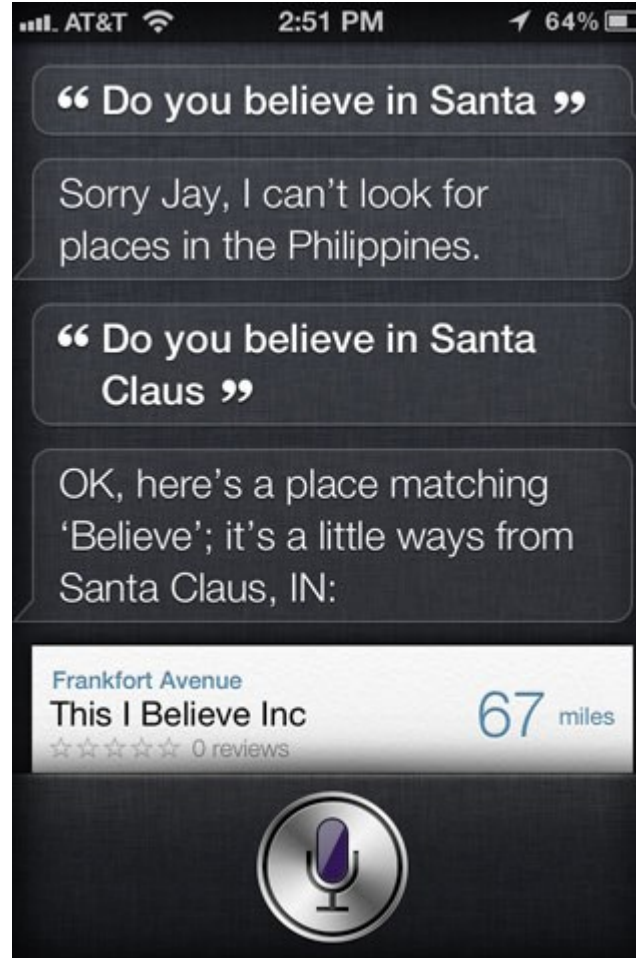 AT&T 2:51 PM 64%
“ Do you believe in Santa ”
Sorry Jay, I can’t look for
places in the Philippines.
“ Do you believe in Santa
Claus ”
OK, here’s a place matching
‘Believe’; it’s a little ways from
Santa Claus, IN:
Frankfort Avenue
This I Believe Inc
67 miles
0 reviews